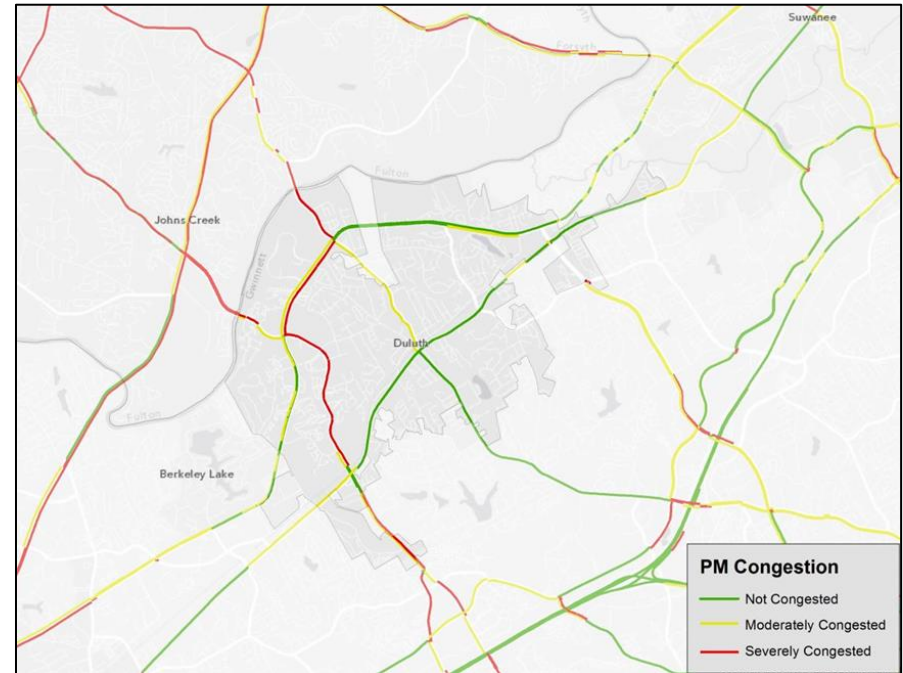 Suwanee
Forsyth
Fulton
Johns Creek
Gwinnett
Duluth
Fulton
Berkeley Lake
PM Congestion
Not Congested
Moderately Congested
Severely Congested